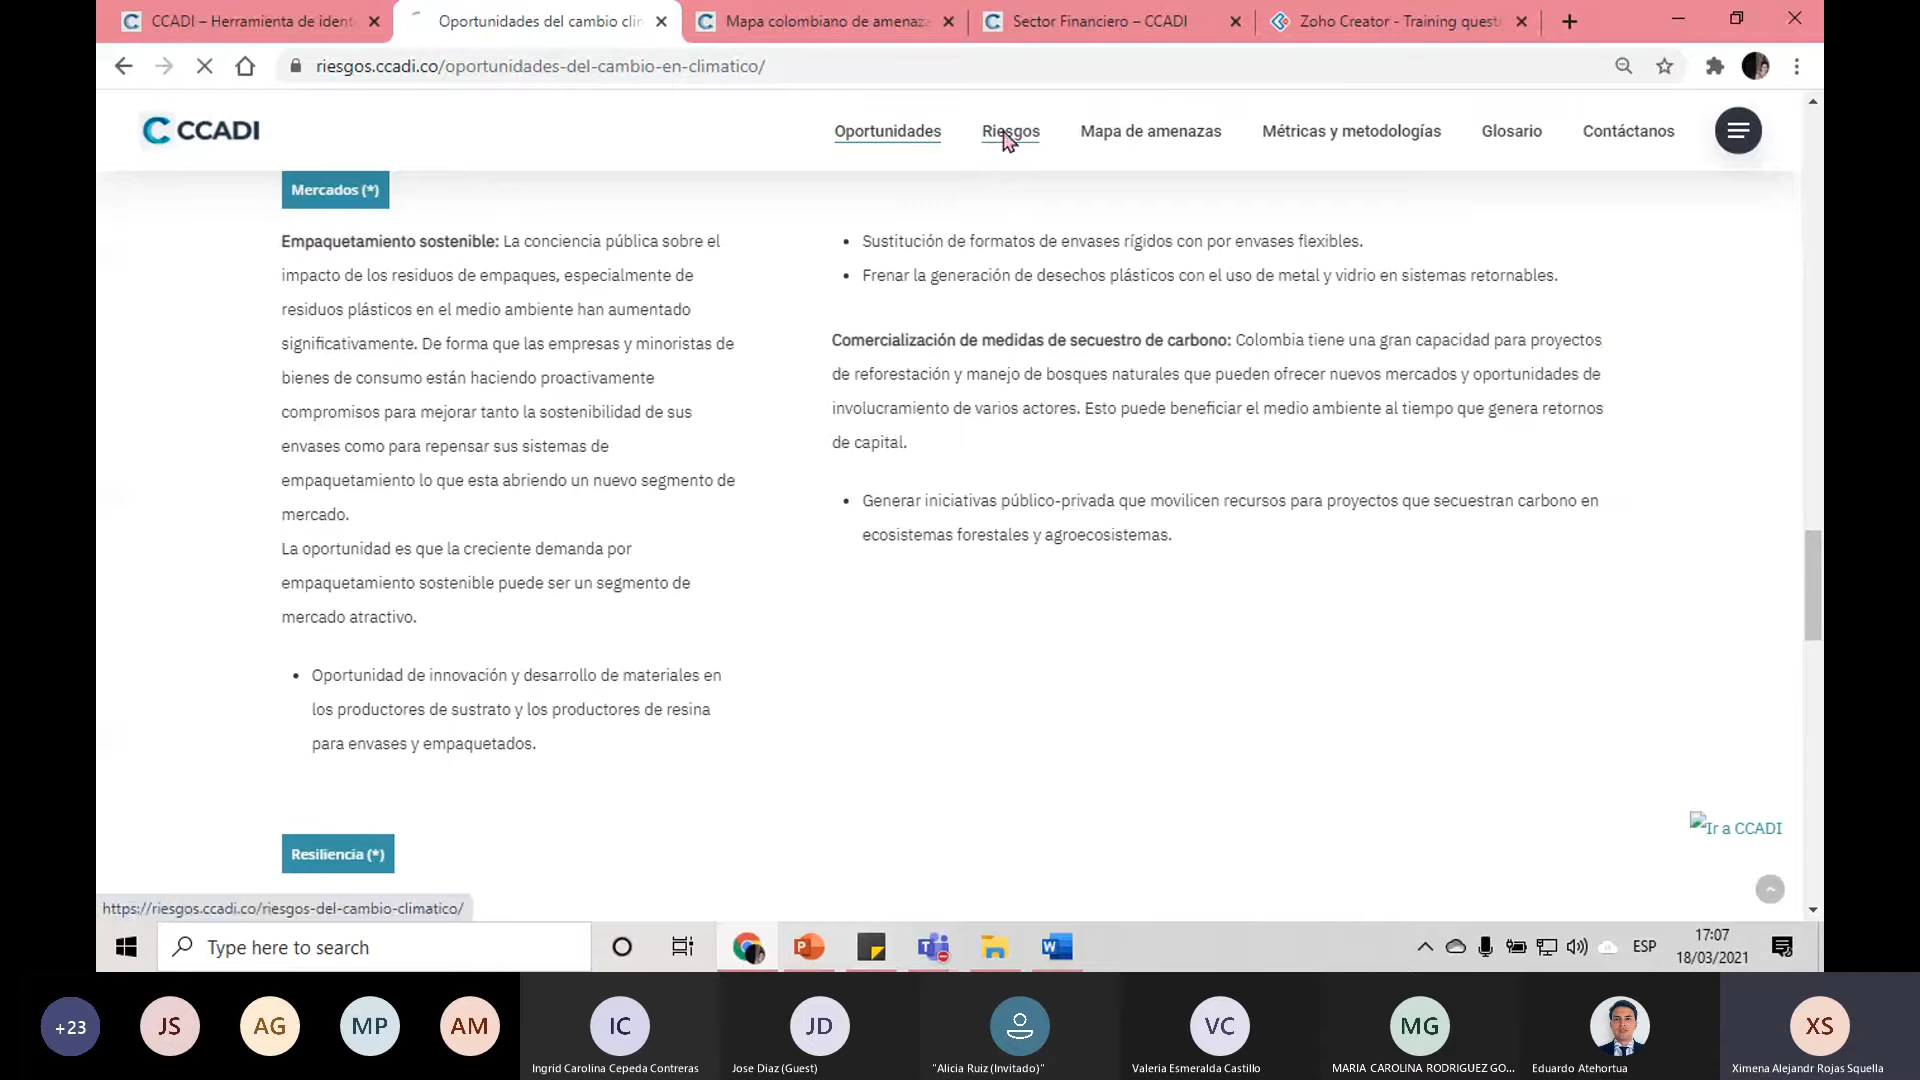 CCADI – Herramienta de ident
Oportunidades del cambio clim
Mapa colombiano de amenaza
Sector Financiero – CCADI
Zoho Creator - Training questi
riesgos.ccadi.co/oportunidades-del-cambio-en-climatico/
CCADI
Oportunidades
Riesgos
Mapa de amenazas
Métricas y metodologías
Glosario
Contáctanos
Mercados (*)
Empaquetamiento sostenible: La conciencia pública sobre el
impacto de los residuos de empaques, especialmente de
residuos plásticos en el medio ambiente han aumentado
significativamente. De forma que las empresas y minoristas de
bienes de consumo están haciendo proactivamente
compromisos para mejorar tanto la sostenibilidad de sus
envases como para repensar sus sistemas de
empaquetamiento lo que esta abriendo un nuevo segmento de
mercado.
La oportunidad es que la creciente demanda por
empaquetamiento sostenible puede ser un segmento de
mercado atractivo.
• Oportunidad de innovación y desarrollo de materiales en
los productores de sustrato y los productores de resina
para envases y empaquetados.
• Sustitución de formatos de envases rígidos con por envases flexibles.
• Frenar la generación de desechos plásticos con el uso de metal y vidrio en sistemas retornables.
Comercialización de medidas de secuestro de carbono: Colombia tiene una gran capacidad para proyectos
de reforestación y manejo de bosques naturales que pueden ofrecer nuevos mercados y oportunidades de
involucramiento de varios actores. Esto puede beneficiar el medio ambiente al tiempo que genera retornos
de capital.
• Generar iniciativas público-privada que movilicen recursos para proyectos que secuestran carbono en
ecosistemas forestales y agroecosistemas.
Ir a CCADI
Resiliencia (*)
https://riesgos.ccadi.co/riesgos-del-cambio-climatico/
Type here to search
ESP
17:07
18/03/2021
+23
JS
AG
MP
AM
IC
JD
VC
MG
XS
Ingrid Carolina Cepeda Contreras
Jose Diaz (Guest)
"Alicia Ruiz (Invitado)"
Valeria Esmeralda Castillo
MARIA CAROLINA RODRIGUEZ GO...
Eduardo Atehortua
Ximena Alejandr Rojas Squella